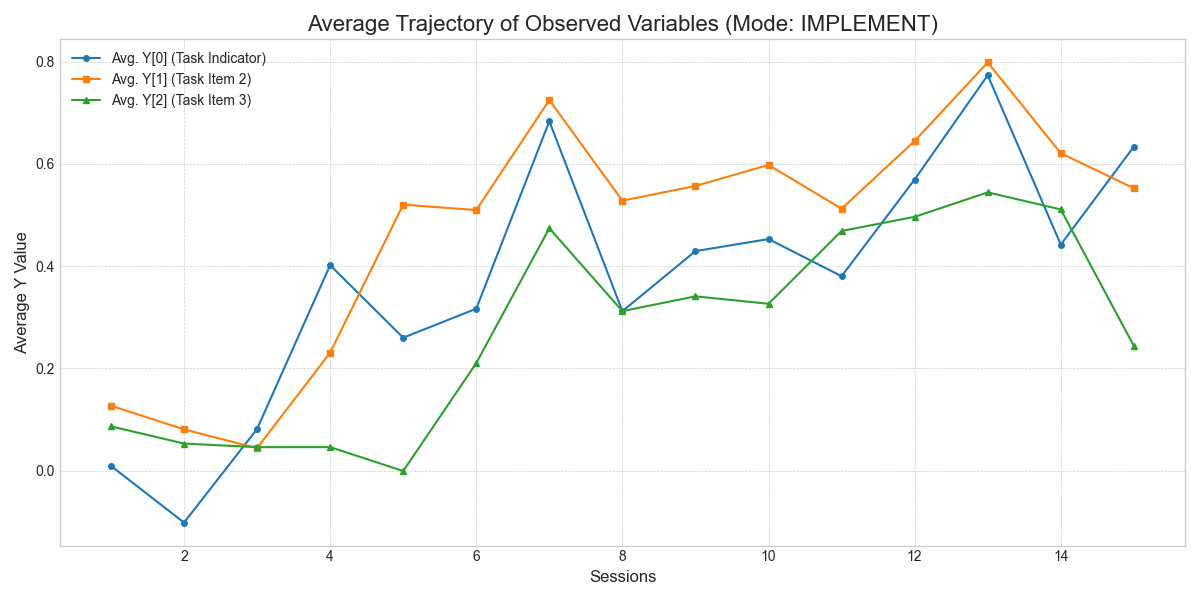 Average Trajectory of Observed Variables (Mode: IMPLEMENT)
Avg. Y[0] (Task Indicator)
Avg. Y[1] (Task Item 2)
Avg. Y[2] (Task Item 3)
Average Y Value
0.8
0.6
0.4
0.2
0.0
2 4 6 8 10 12 14
Sessions